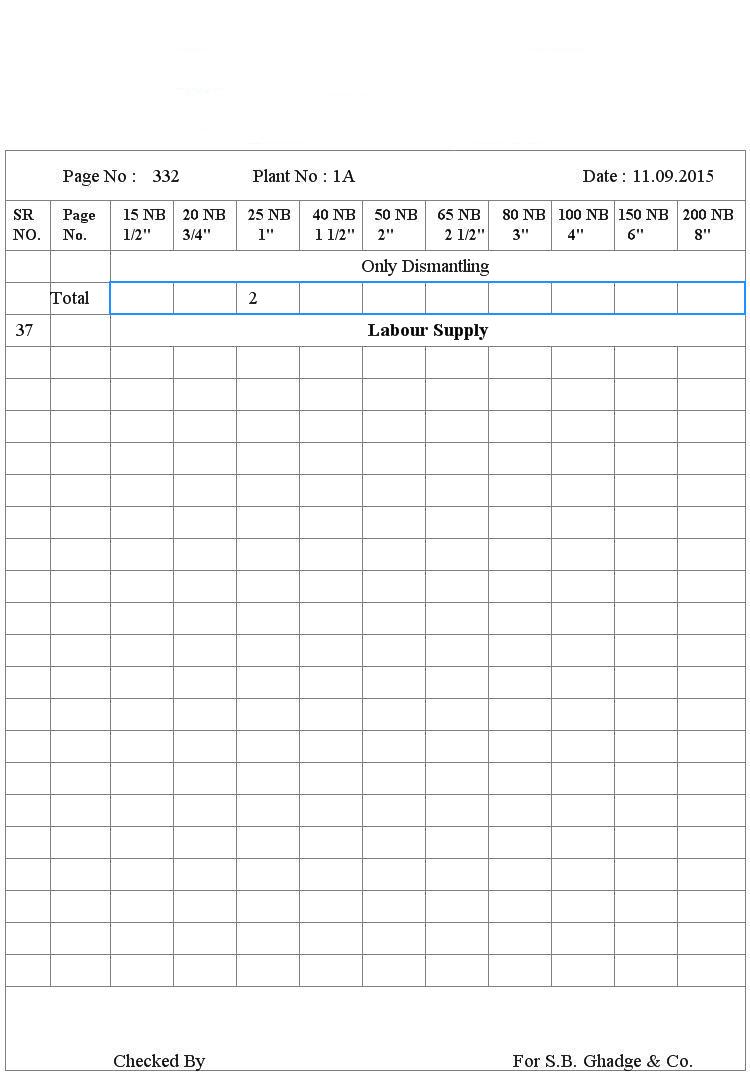 Page No : 332 Plant No : 1A Date : 11.09.2015
SR Page 15 NB 20 NB 25 NB 40 NB 50 NB 65 NB 80 NB 100 NB 150 NB 200 NB
NO. No. 1/2" 3/4" 1" 1 1/2" 2" 2 1/2" 3" 4" 6" 8"
Only Dismantling
Total 2
37 Labour Supply
Checked By For S.B. Ghadge & Co.